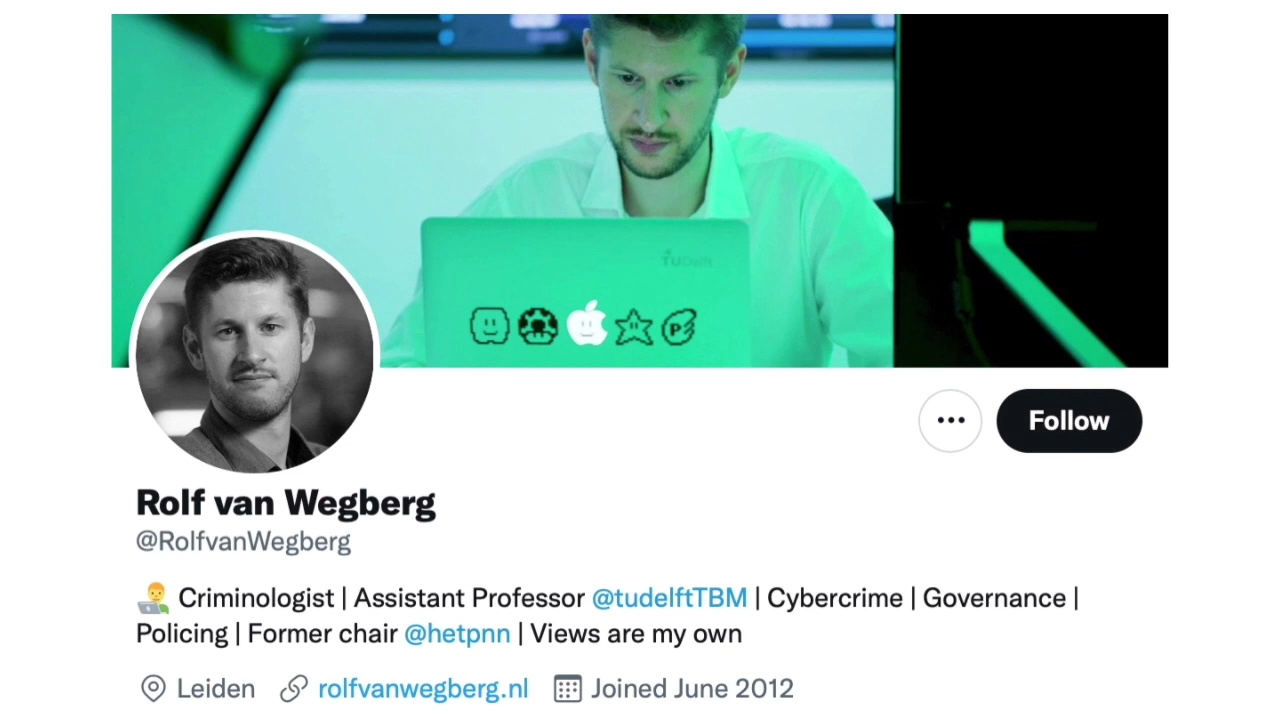 TUDelft
P
Follow
Rolf van Wegberg
@RolfvanWegberg
Criminologist | Assistant Professor @tudelftTBM | Cybercrime | Governance |
Policing | Former chair @hetpnn | Views are my own
Leiden rolfvanwegberg.nl Joined June 2012